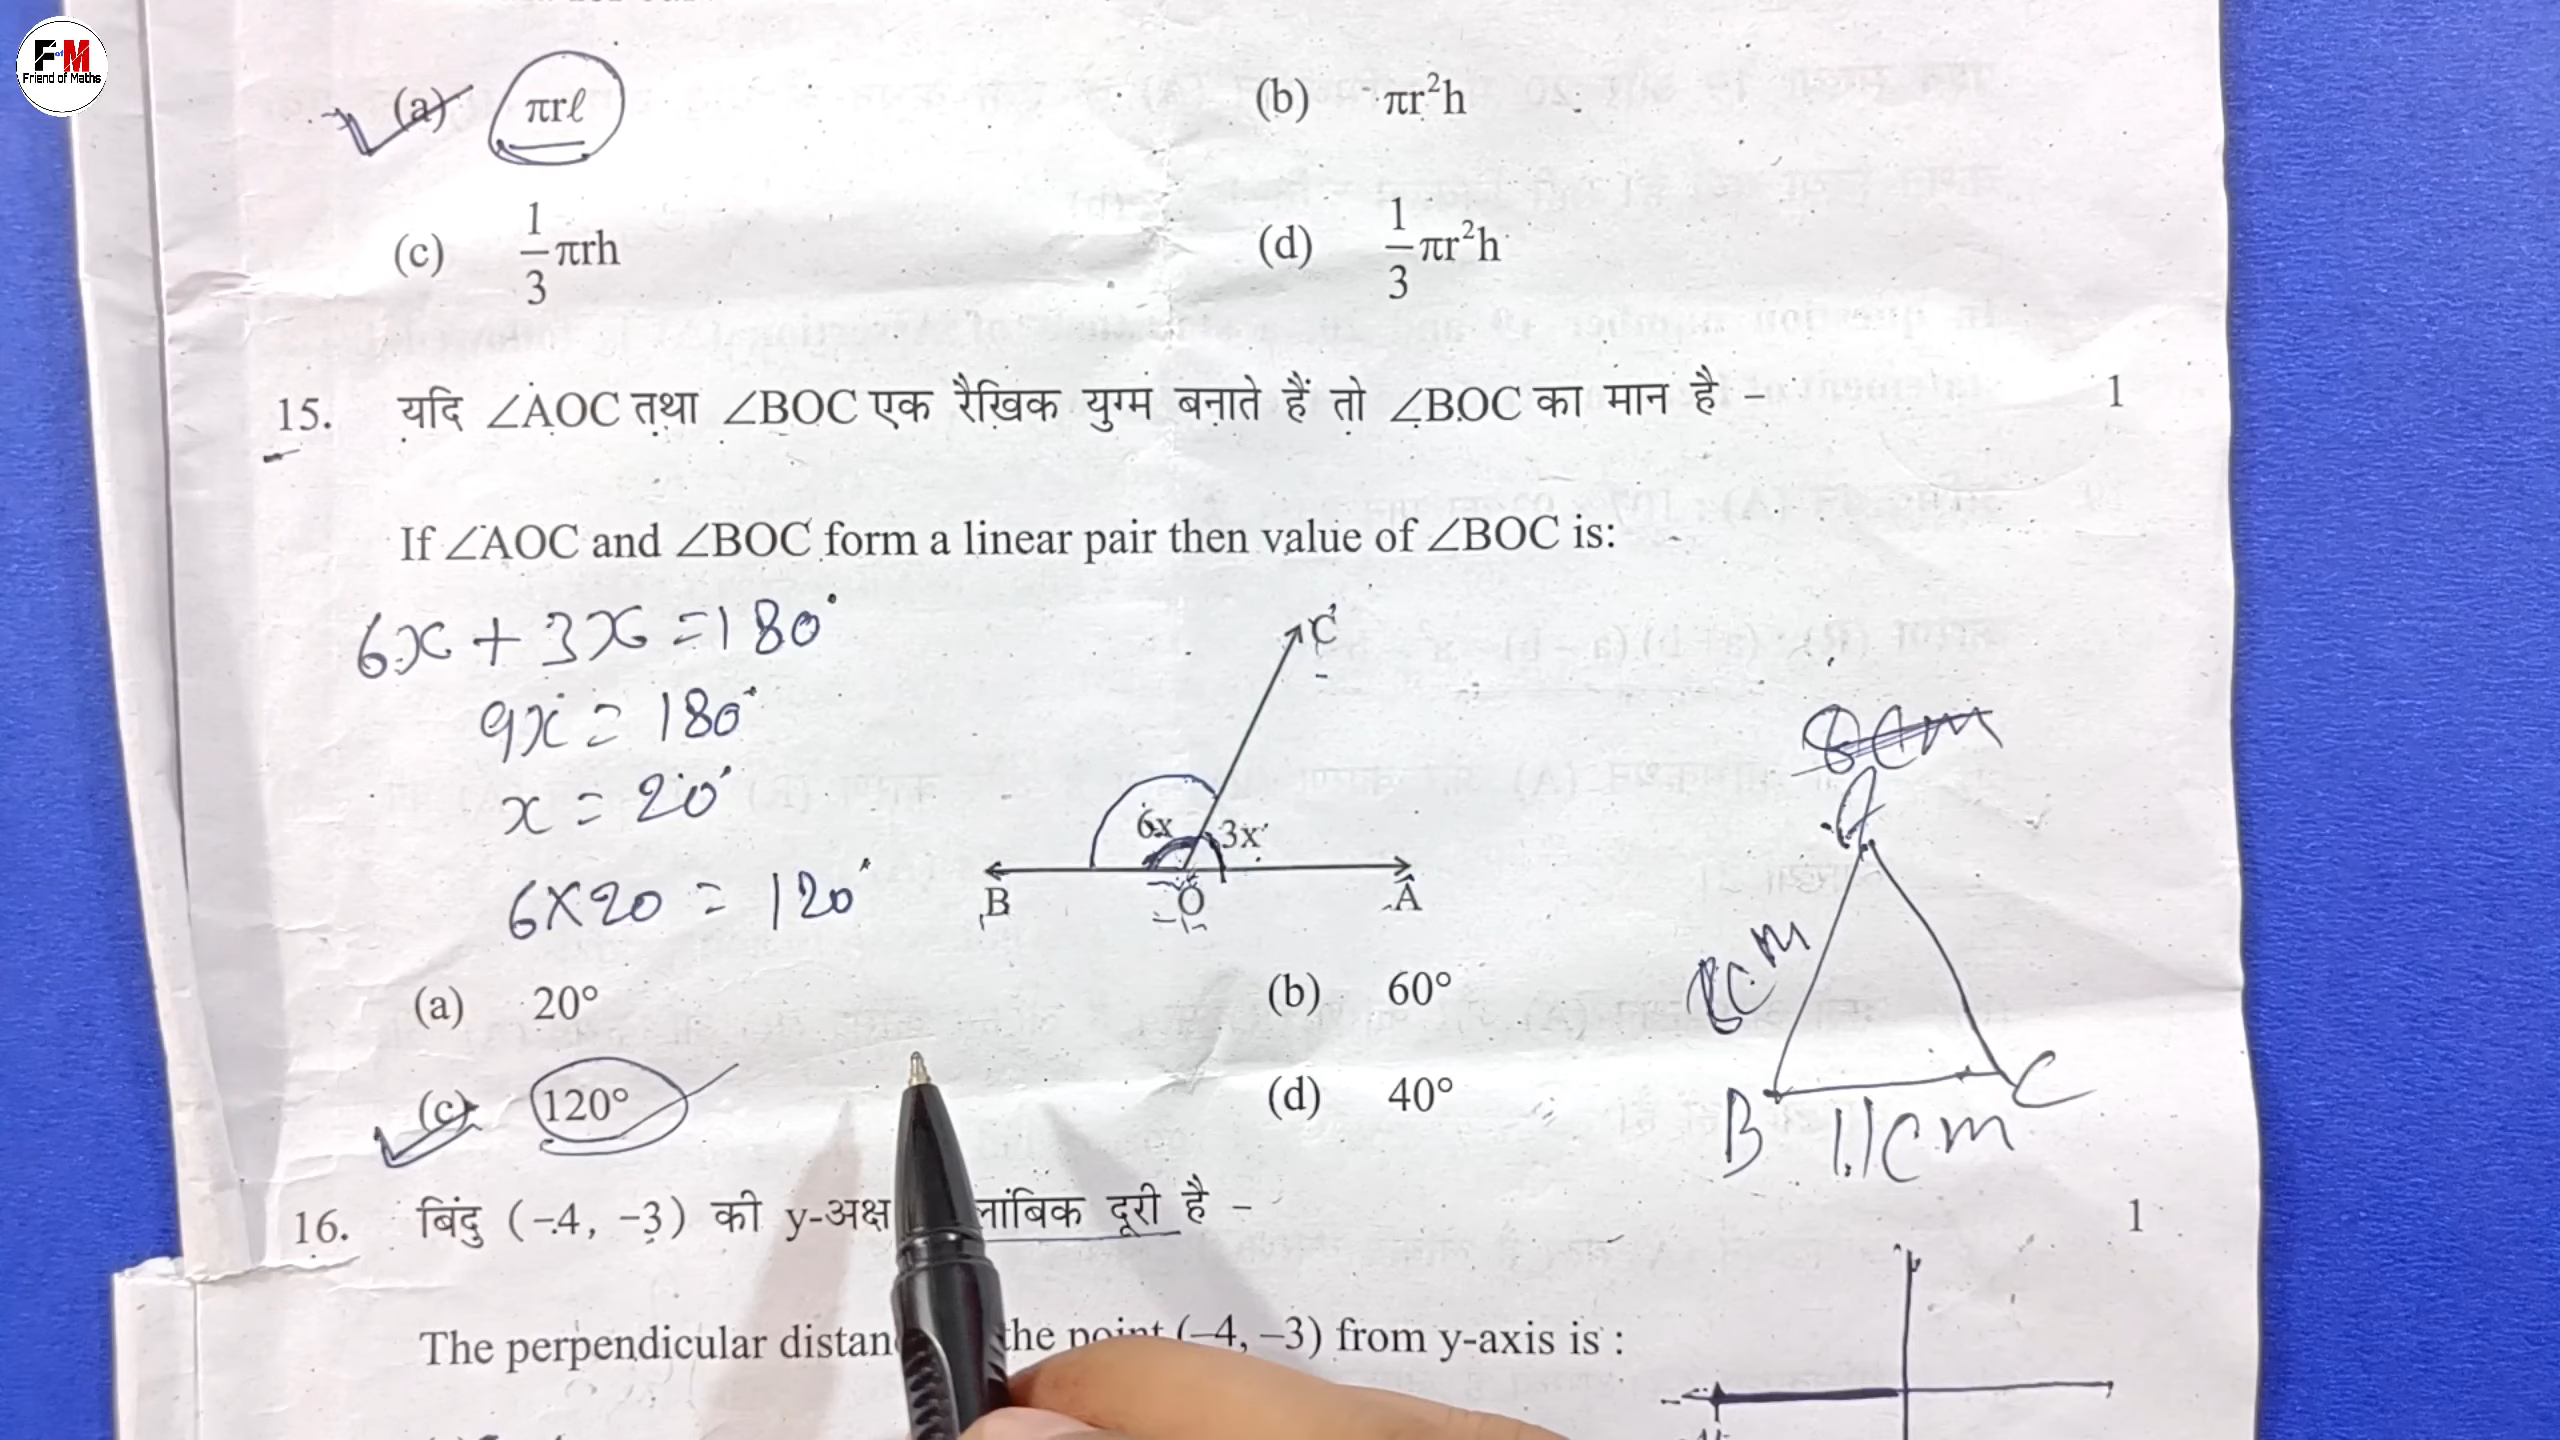 FofM
Friend of Maths
(a) πrℓ (b) πr²h
(c) 1/3 πrh (d) 1/3 πr²h
15. यदि ∠AOC तथा ∠BOC एक रैखिक युग्म बनाते हैं तो ∠BOC का मान है – 1
If ∠AOC and ∠BOC form a linear pair then value of ∠BOC is:
6x + 3x = 180°
9x = 180°
x = 20°
6×20 = 120°
C
6x 3x
B O A
8cm
B 11cm C
(a) 20° (b) 60°
(c) 120° (d) 40°
16. बिंदु (–4, –3) की y-अक्ष लांबिक दूरी है – 1
The perpendicular the point (–4, –3) from y-axis is :